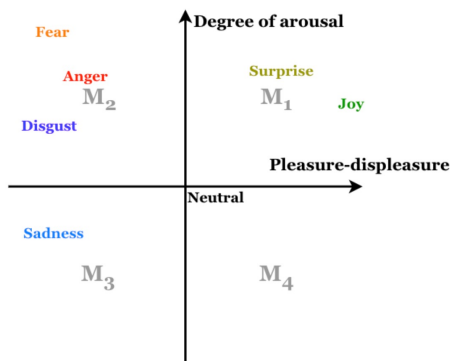 Degree of arousal
Fear
Surprise
Anger
M2
M1
Joy
Disgust
Pleasure-displeasure
Neutral
Sadness
M3
M4